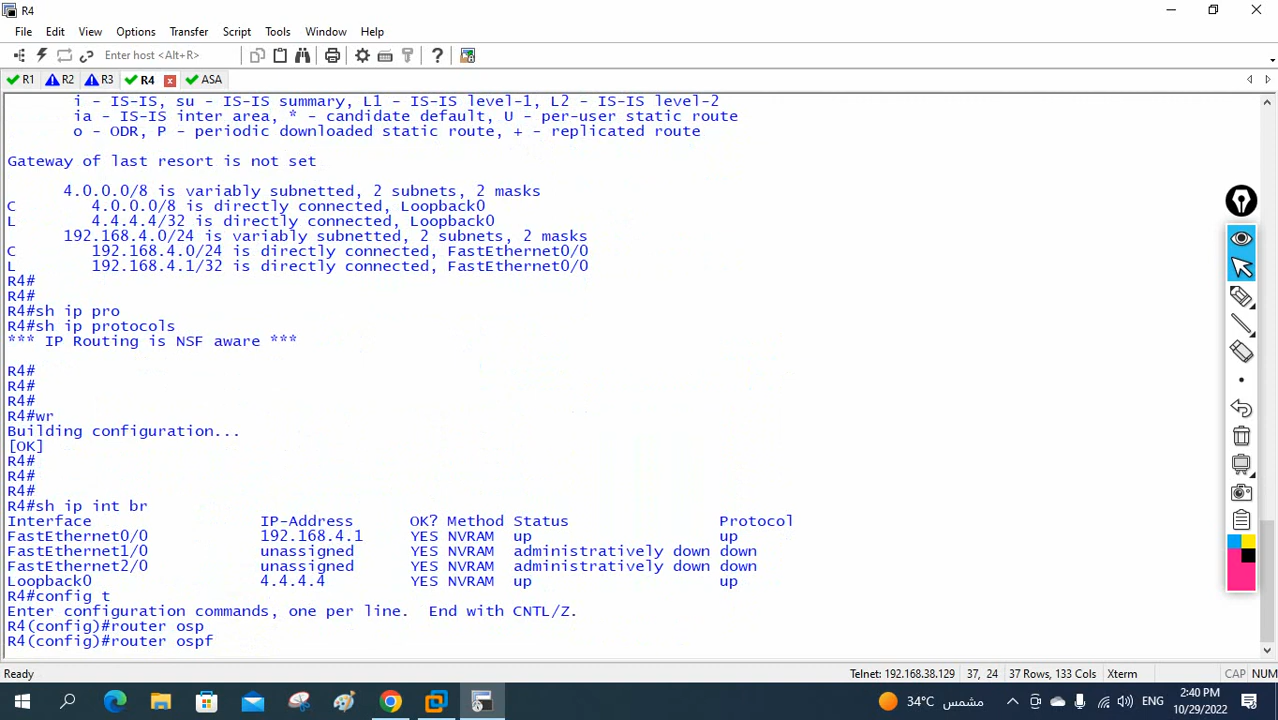 R4
File Edit View Options Transfer Script Tools Window Help
Enter host <Alt+R>
R1 R2 R3 R4 x ASA
i - IS-IS, su - IS-IS summary, L1 - IS-IS level-1, L2 - IS-IS level-2
ia - IS-IS inter area, * - candidate default, U - per-user static route
o - ODR, P - periodic downloaded static route, + - replicated route
Gateway of last resort is not set
4.0.0.0/8 is variably subnetted, 2 subnets, 2 masks
C 4.0.0.0/8 is directly connected, Loopback0
L 4.4.4.4/32 is directly connected, Loopback0
192.168.4.0/24 is variably subnetted, 2 subnets, 2 masks
C 192.168.4.0/24 is directly connected, FastEthernet0/0
L 192.168.4.1/32 is directly connected, FastEthernet0/0
R4#
R4#
R4#sh ip pro
R4#sh ip protocols
*** IP Routing is NSF aware ***
R4#
R4#
R4#
R4#wr
Building configuration...
[OK]
R4#
R4#
R4#
R4#sh ip int br
Interface IP-Address OK? Method Status Protocol
FastEthernet0/0 192.168.4.1 YES NVRAM up up
FastEthernet1/0 unassigned YES NVRAM administratively down down
FastEthernet2/0 unassigned YES NVRAM administratively down down
Loopback0 4.4.4.4 YES NVRAM up up
R4#config t
Enter configuration commands, one per line. End with CNTL/Z.
R4(config)#router osp
R4(config)#router ospf
Ready Telnet: 192.168.38.129 37, 24 37 Rows, 133 Cols Xterm CAP NUM
34°C مشمس ENG 2:40 PM
10/29/2022